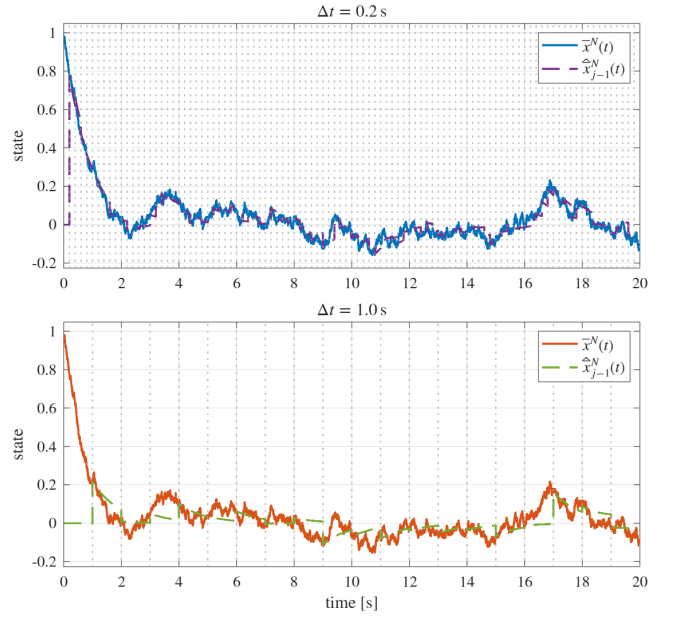 Δt = 0.2 s
1
0.8
0.6
0.4
0.2
0
-0.2
state
x̅ᴺ(t)
x̂̅ᴺⱼ₋₁(t)
0 2 4 6 8 10 12 14 16 18 20
Δt = 1.0 s
1
0.8
0.6
0.4
0.2
0
-0.2
state
x̅ᴺ(t)
x̂̅ᴺⱼ₋₁(t)
0 2 4 6 8 10 12 14 16 18 20
time [s]